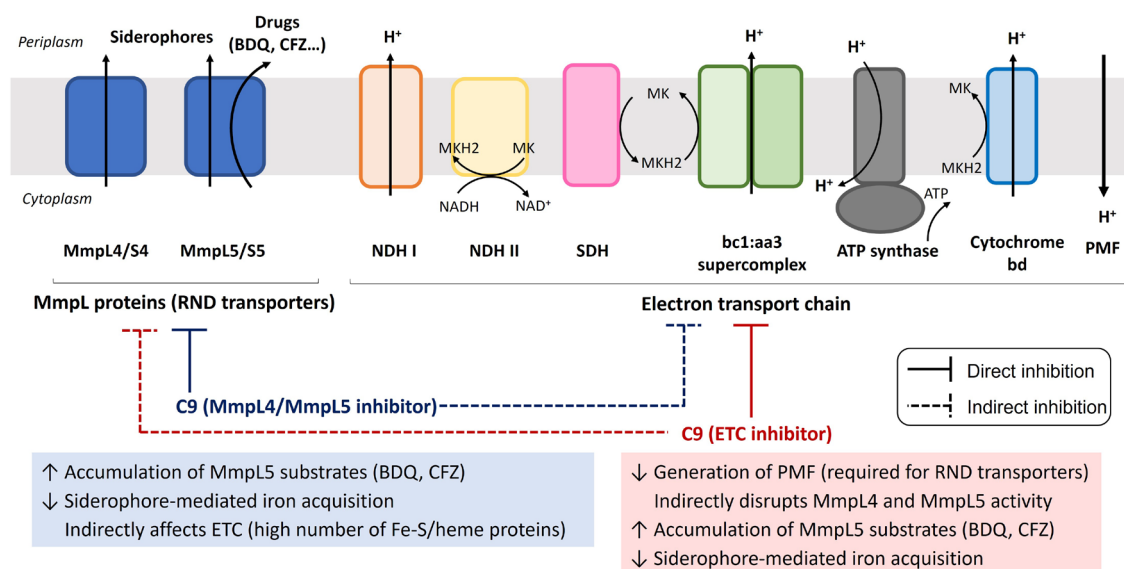 Periplasm
Siderophores
Drugs
(BDQ, CFZ...)
H+
H+
H+
H+
MK
MK
MKH2
MK
MKH2
MKH2
H+
ATP
H+
Cytoplasm
NADH
NAD+
MmpL4/S4
MmpL5/S5
NDH I
NDH II
SDH
bc1:aa3
supercomplex
ATP synthase
Cytochrome
bd
PMF
MmpL proteins (RND transporters)
Electron transport chain
Direct inhibition
Indirect inhibition
C9 (MmpL4/MmpL5 inhibitor)
C9 (ETC inhibitor)
↑ Accumulation of MmpL5 substrates (BDQ, CFZ)
↓ Siderophore-mediated iron acquisition
Indirectly affects ETC (high number of Fe-S/heme proteins)
↓ Generation of PMF (required for RND transporters)
Indirectly disrupts MmpL4 and MmpL5 activity
↑ Accumulation of MmpL5 substrates (BDQ, CFZ)
↓ Siderophore-mediated iron acquisition